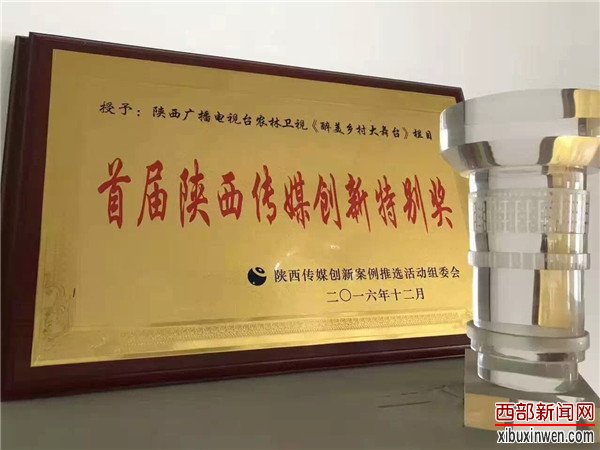 授予：陕西广播电视台农林卫视《醉美乡村大舞台》栏目
首届陕西传媒创新特别奖
陕西传媒创新案例推选活动组委会
二〇一六年十二月
西部新闻网
xibuxinwen.com